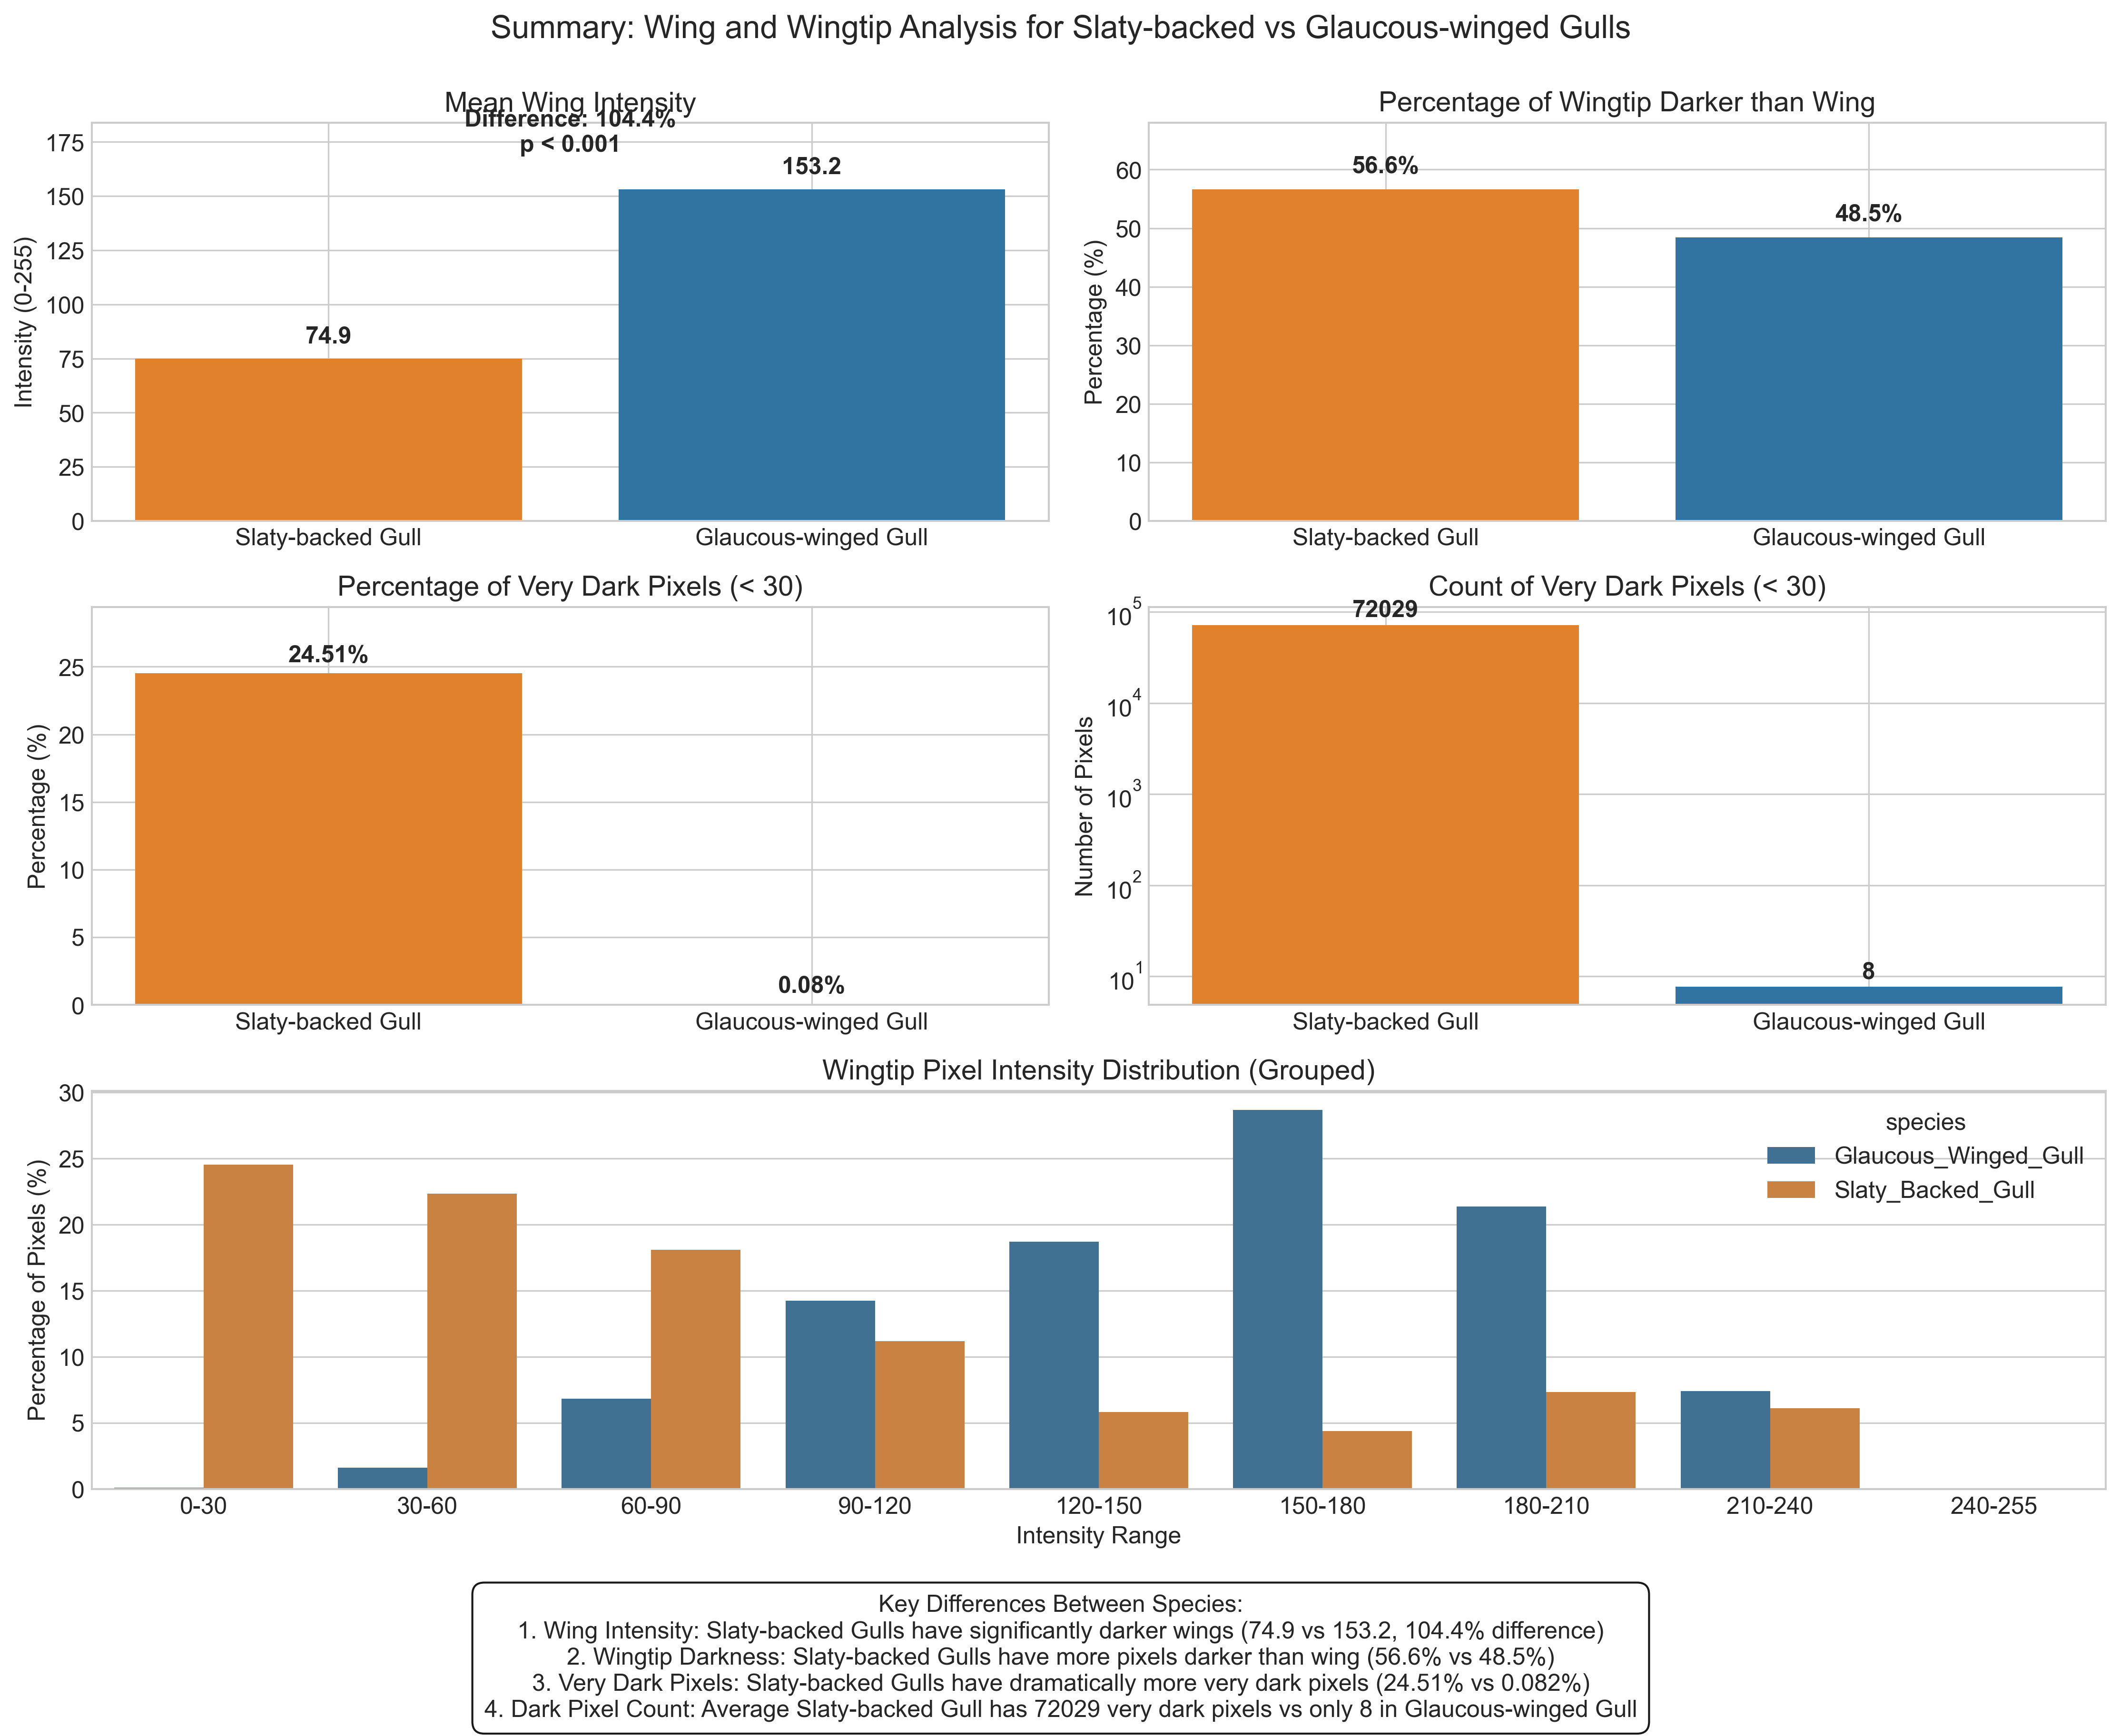 Summary: Wing and Wingtip Analysis for Slaty-backed vs Glaucous-winged Gulls
Mean Wing Intensity
Difference: 104.4%
p < 0.001
175
150
125
100
75
50
25
0
Intensity (0-255)
74.9
153.2
Slaty-backed Gull
Glaucous-winged Gull
Percentage of Wingtip Darker than Wing
60
50
40
30
20
10
0
Percentage (%)
56.6%
48.5%
Slaty-backed Gull
Glaucous-winged Gull
Percentage of Very Dark Pixels (< 30)
25
20
15
10
5
0
Percentage (%)
24.51%
0.08%
Slaty-backed Gull
Glaucous-winged Gull
Count of Very Dark Pixels (< 30)
10^5
10^4
10^3
10^2
10^1
Number of Pixels
72029
8
Slaty-backed Gull
Glaucous-winged Gull
Wingtip Pixel Intensity Distribution (Grouped)
30
25
20
15
10
5
0
Percentage of Pixels (%)
species
Glaucous_Winged_Gull
Slaty_Backed_Gull
0-30
30-60
60-90
90-120
120-150
150-180
180-210
210-240
240-255
Intensity Range
Key Differences Between Species:
1. Wing Intensity: Slaty-backed Gulls have significantly darker wings (74.9 vs 153.2, 104.4% difference)
2. Wingtip Darkness: Slaty-backed Gulls have more pixels darker than wing (56.6% vs 48.5%)
3. Very Dark Pixels: Slaty-backed Gulls have dramatically more very dark pixels (24.51% vs 0.082%)
4. Dark Pixel Count: Average Slaty-backed Gull has 72029 very dark pixels vs only 8 in Glaucous-winged Gull